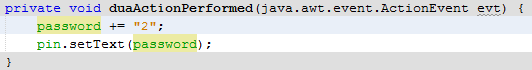 private void duaActionPerformed(java.awt.event.ActionEvent evt) {
    password += "2";
    pin.setText(password);
}